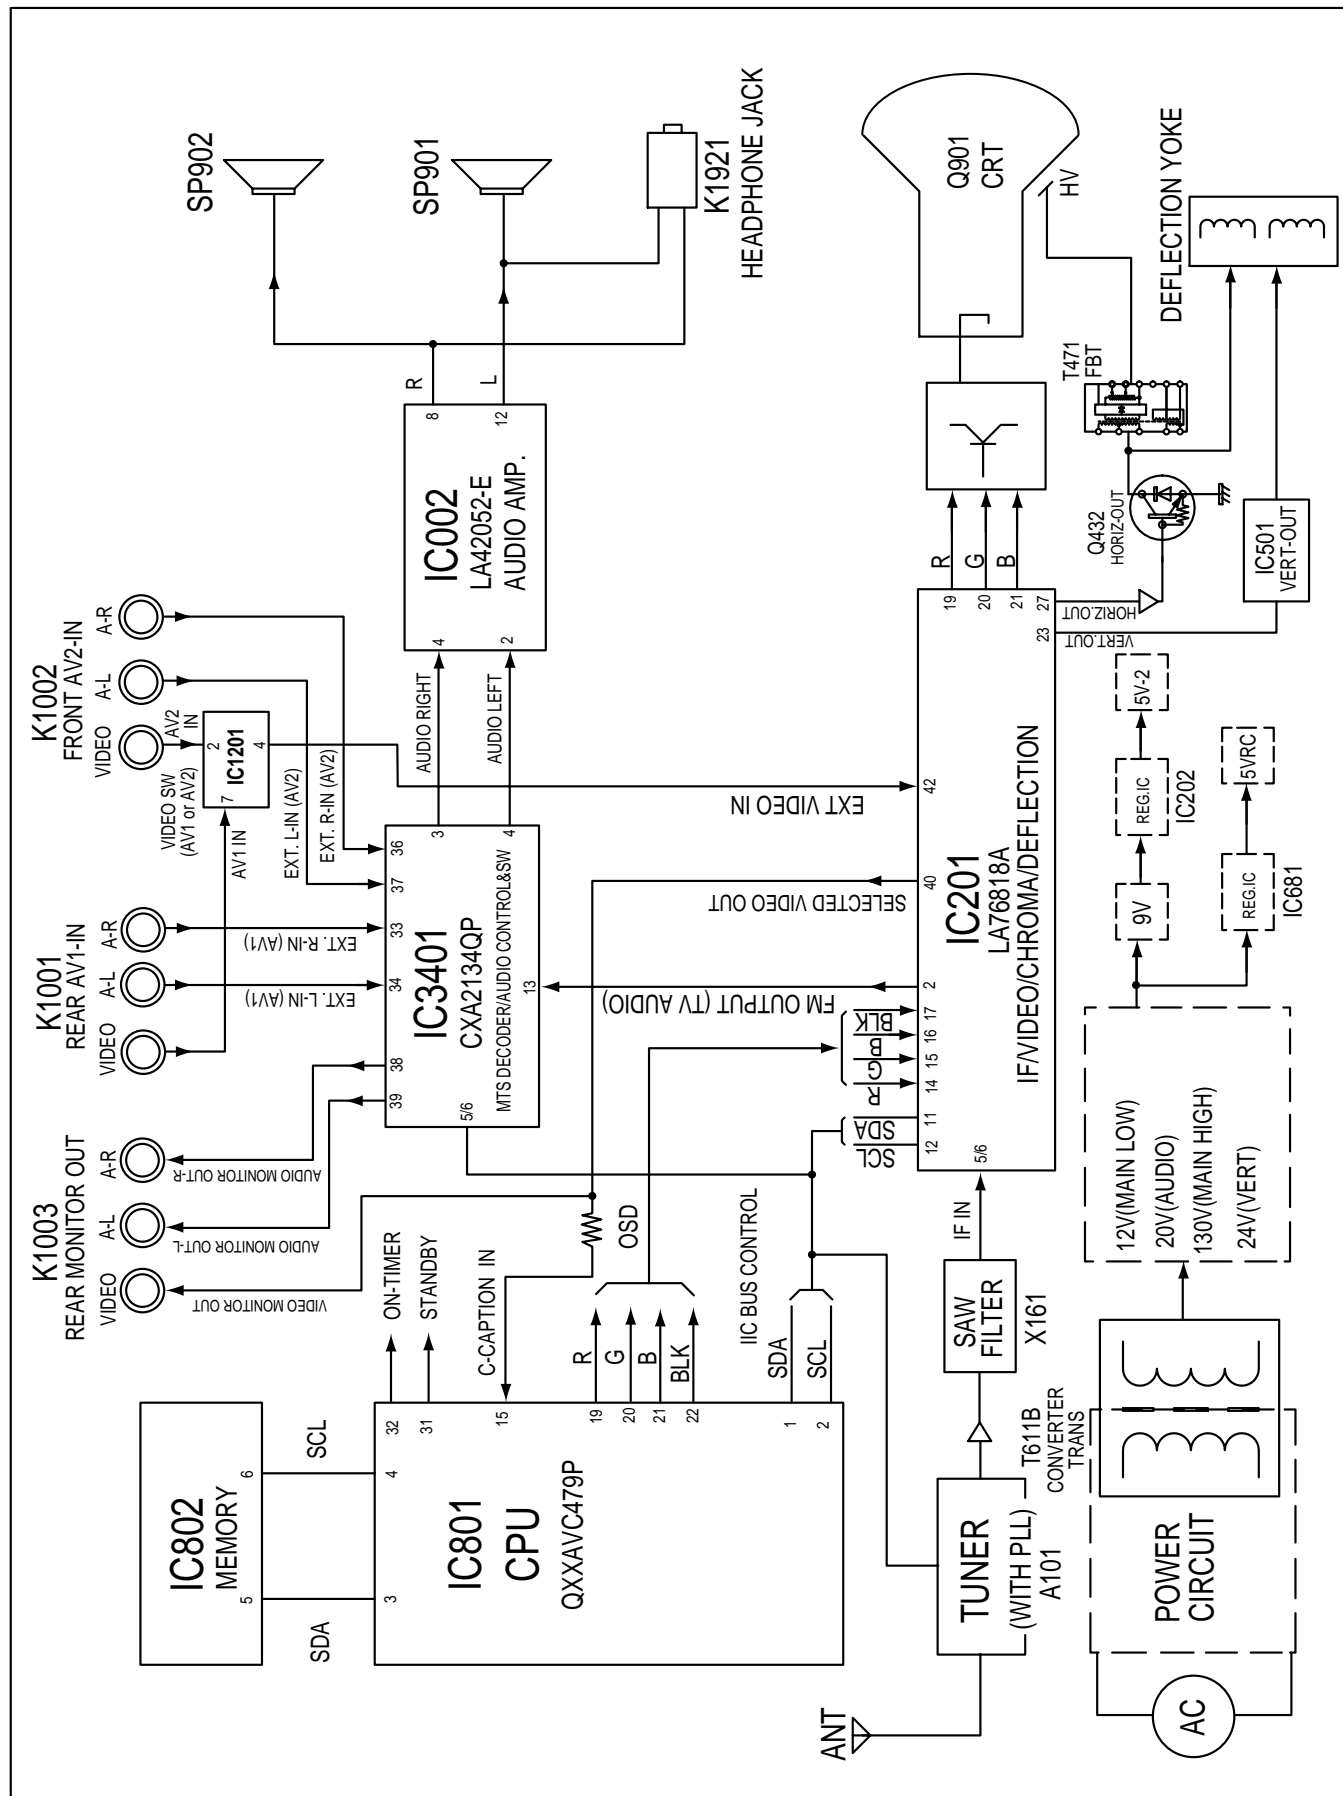 IC802
MEMORY
5
6
SDA
SCL
3
4
IC801
CPU
QXXAVC479P
32
31
15
19
20
21
22
1
2
ON-TIMER
STANDBY
C-CAPTION IN
R
G
B
BLK
OSD
IIC BUS CONTROL
SDA
SCL
K1003
REAR MONITOR OUT
VIDEO
A-L
A-R
VIDEO MONITOR OUT
AUDIO MONITOR OUT-L
AUDIO MONITOR OUT-R
K1001
REAR AV1-IN
VIDEO
A-L
A-R
EXT. L-IN (AV1)
EXT. R-IN (AV1)
AV1 IN
K1002
FRONT AV2-IN
VIDEO
A-L
A-R
AV2
IN
VIDEO SW
(AV1 or AV2)
IC1201
2
4
7
EXT. L-IN (AV2)
EXT. R-IN (AV2)
IC3401
CXA2134QP
MTS DECODER/AUDIO CONTROL&SW
39
38
34
33
37
36
5/6
13
3
4
AUDIO RIGHT
AUDIO LEFT
4
2
IC002
LA42052-E
AUDIO AMP.
8
12
R
L
SP902
SP901
K1921
HEADPHONE JACK
ANT
TUNER
(WITH PLL)
A101
SAW
FILTER
X161
IF IN
IC201
LA76818A
IF/VIDEO/CHROMA/DEFLECTION
5/6
12
11
14
15
16
17
2
40
42
SCL
SDA
R
G
B
BLK
FM OUTPUT (TV AUDIO)
SELECTED VIDEO OUT
EXT VIDEO IN
19
20
21
27
23
R
G
B
HORIZ.OUT
VERT.OUT
Q901
CRT
HV
T471
FBT
Q432
HORIZ-OUT
IC501
VERT-OUT
DEFLECTION YOKE
AC
POWER
CIRCUIT
T611B
CONVERTER
TRANS
12V(MAIN LOW)
20V(AUDIO)
130V(MAIN HIGH)
24V(VERT)
9V
REG.IC
IC202
5V-2
REG.IC
IC681
5VRC